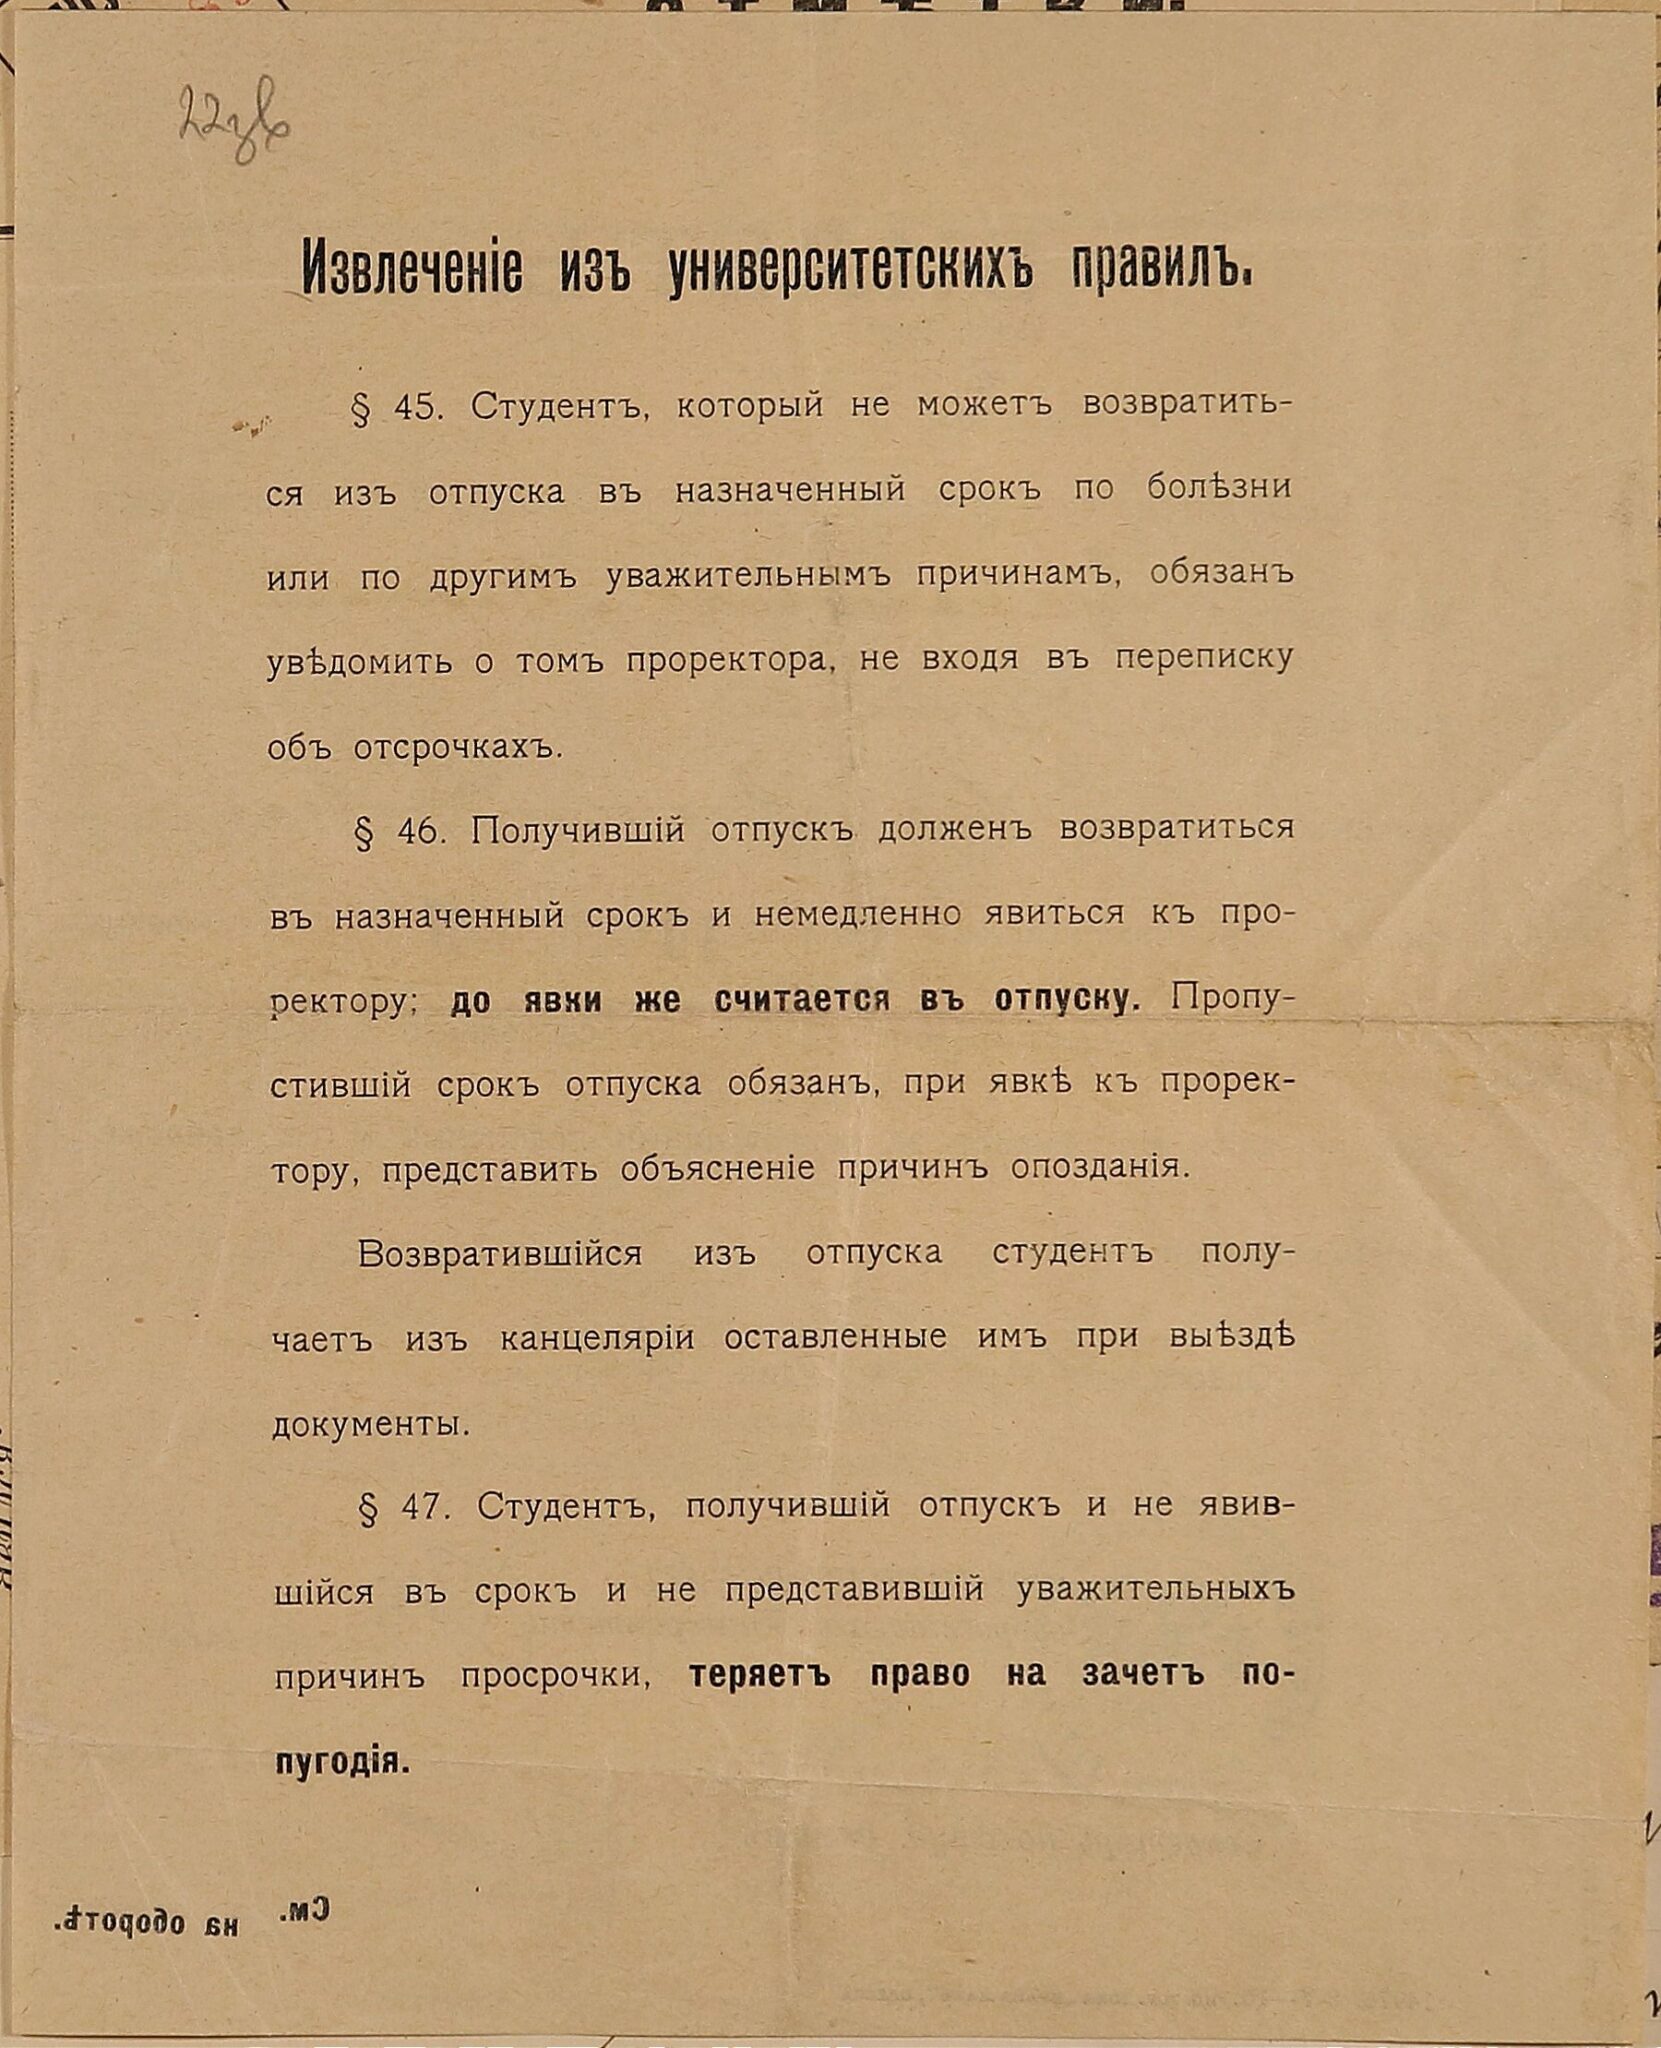 22 зв
Извлеченіе изъ университетскихъ правилъ.
§ 45. Студентъ, который не можетъ возвратить-
ся изъ отпуска въ назначенный срокъ по болѣзни
или по другимъ уважительнымъ причинамъ, обязанъ
увѣдомить о томъ проректора, не входя въ переписку
объ отсрочкахъ.
§ 46. Получившій отпускъ долженъ возвратиться
въ назначенный срокъ и немедленно явиться къ про-
ректору; до явки же считается въ отпуску. Пропу-
стившій срокъ отпуска обязанъ, при явкѣ къ прорек-
тору, представить объясненіе причинъ опозданія.
Возвратившійся изъ отпуска студентъ полу-
чаетъ изъ канцеляріи оставленные имъ при выѣздѣ
документы.
§ 47. Студентъ, получившій отпускъ и не явив-
шійся въ срокъ и не представившій уважительныхъ
причинъ просрочки, теряетъ право на зачетъ по-
пугодія.
См. на оборотѣ.